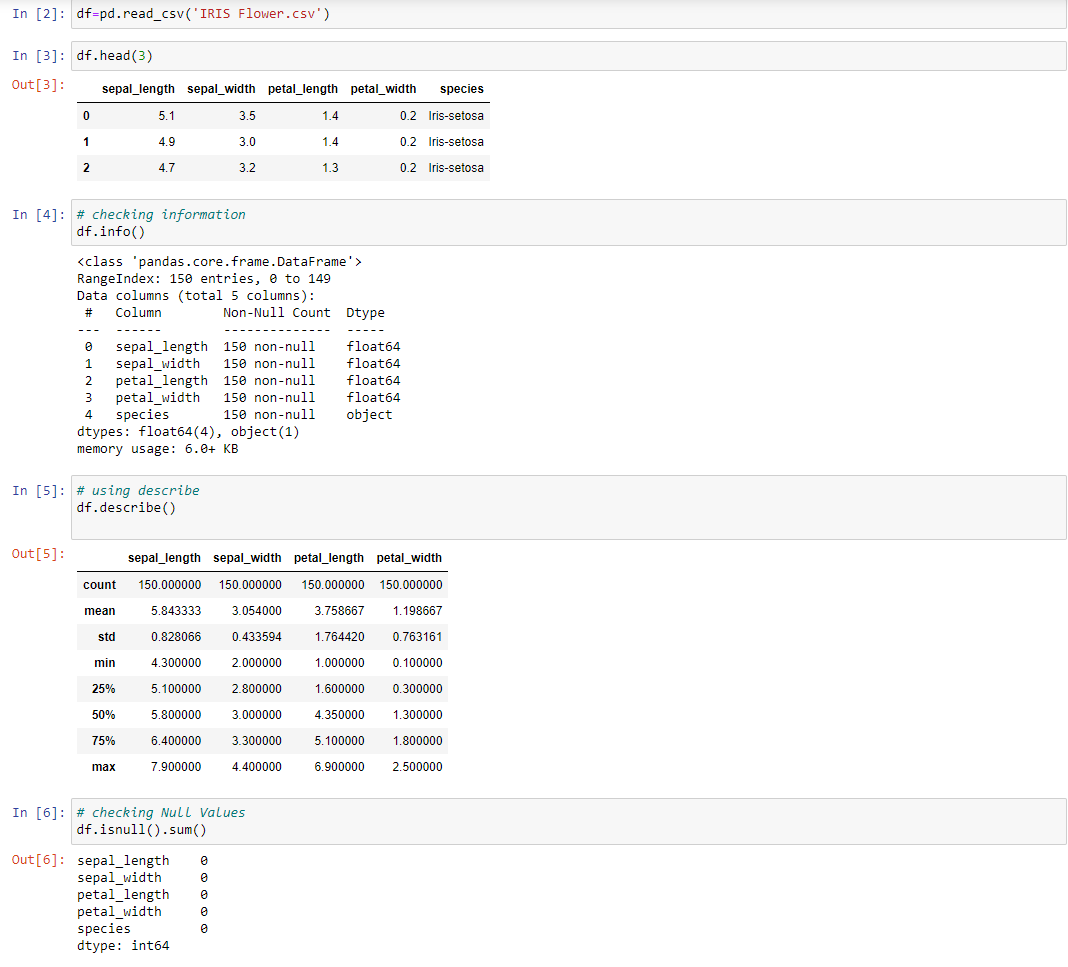 In [2]: df=pd.read_csv('IRIS Flower.csv')
In [3]: df.head(3)
Out[3]:
sepal_length sepal_width petal_length petal_width species
0 5.1 3.5 1.4 0.2 Iris-setosa
1 4.9 3.0 1.4 0.2 Iris-setosa
2 4.7 3.2 1.3 0.2 Iris-setosa
In [4]: # checking information
df.info()
<class 'pandas.core.frame.DataFrame'>
RangeIndex: 150 entries, 0 to 149
Data columns (total 5 columns):
# Column Non-Null Count Dtype
--- ------ -------------- -----
0 sepal_length 150 non-null float64
1 sepal_width 150 non-null float64
2 petal_length 150 non-null float64
3 petal_width 150 non-null float64
4 species 150 non-null object
dtypes: float64(4), object(1)
memory usage: 6.0+ KB
In [5]: # using describe
df.describe()
Out[5]:
sepal_length sepal_width petal_length petal_width
count 150.000000 150.000000 150.000000 150.000000
mean 5.843333 3.054000 3.758667 1.198667
std 0.828066 0.433594 1.764420 0.763161
min 4.300000 2.000000 1.000000 0.100000
25% 5.100000 2.800000 1.600000 0.300000
50% 5.800000 3.000000 4.350000 1.300000
75% 6.400000 3.300000 5.100000 1.800000
max 7.900000 4.400000 6.900000 2.500000
In [6]: # checking Null Values
df.isnull().sum()
Out[6]: sepal_length 0
sepal_width 0
petal_length 0
petal_width 0
species 0
dtype: int64